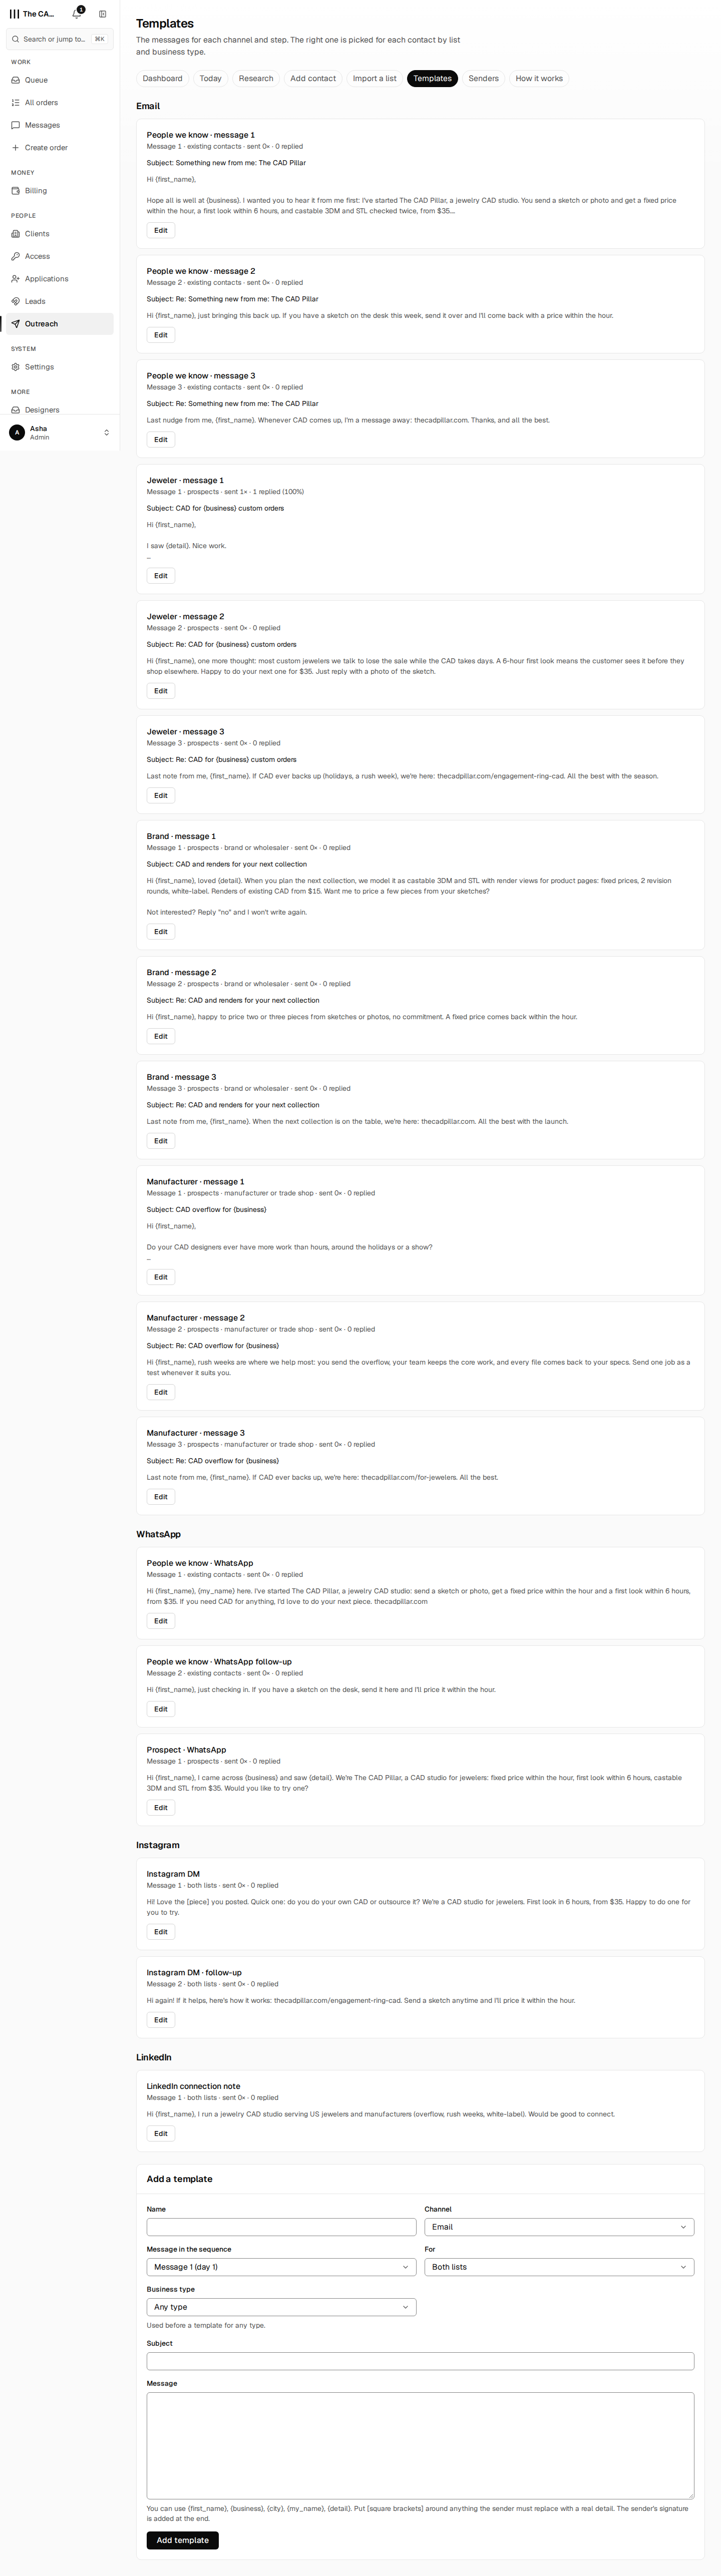 The CA...
1
Search or jump to... ⌘K
WORK
Queue
All orders
Messages
Create order
MONEY
Billing
PEOPLE
Clients
Access
Applications
Leads
Outreach
SYSTEM
Settings
MORE
Designers
A
Asha
Admin
Templates
The messages for each channel and step. The right one is picked for each contact by list
and business type.
Dashboard Today Research Add contact Import a list Templates Senders How it works
Email
People we know · message 1
Message 1 · existing contacts · sent 0× · 0 replied
Subject: Something new from me: The CAD Pillar
Hi {first_name},
Hope all is well at {business}. I wanted you to hear it from me first: I've started The CAD Pillar, a jewelry CAD studio. You send a sketch or photo and get a fixed price
within the hour, a first look within 6 hours, and castable 3DM and STL checked twice, from $35.…
Edit
People we know · message 2
Message 2 · existing contacts · sent 0× · 0 replied
Subject: Re: Something new from me: The CAD Pillar
Hi {first_name}, just bringing this back up. If you have a sketch on the desk this week, send it over and I'll come back with a price within the hour.
Edit
People we know · message 3
Message 3 · existing contacts · sent 0× · 0 replied
Subject: Re: Something new from me: The CAD Pillar
Last nudge from me, {first_name}. Whenever CAD comes up, I'm a message away: thecadpillar.com. Thanks, and all the best.
Edit
Jeweler · message 1
Message 1 · prospects · sent 1× · 1 replied (100%)
Subject: CAD for {business} custom orders
Hi {first_name},
I saw {detail}. Nice work.
…
Edit
Jeweler · message 2
Message 2 · prospects · sent 0× · 0 replied
Subject: Re: CAD for {business} custom orders
Hi {first_name}, one more thought: most custom jewelers we talk to lose the sale while the CAD takes days. A 6-hour first look means the customer sees it before they
shop elsewhere. Happy to do your next one for $35. Just reply with a photo of the sketch.
Edit
Jeweler · message 3
Message 3 · prospects · sent 0× · 0 replied
Subject: Re: CAD for {business} custom orders
Last note from me, {first_name}. If CAD ever backs up (holidays, a rush week), we're here: thecadpillar.com/engagement-ring-cad. All the best with the season.
Edit
Brand · message 1
Message 1 · prospects · brand or wholesaler · sent 0× · 0 replied
Subject: CAD and renders for your next collection
Hi {first_name}, loved {detail}. When you plan the next collection, we model it as castable 3DM and STL with render views for product pages: fixed prices, 2 revision
rounds, white-label. Renders of existing CAD from $15. Want me to price a few pieces from your sketches?
Not interested? Reply "no" and I won't write again.
Edit
Brand · message 2
Message 2 · prospects · brand or wholesaler · sent 0× · 0 replied
Subject: Re: CAD and renders for your next collection
Hi {first_name}, happy to price two or three pieces from sketches or photos, no commitment. A fixed price comes back within the hour.
Edit
Brand · message 3
Message 3 · prospects · brand or wholesaler · sent 0× · 0 replied
Subject: Re: CAD and renders for your next collection
Last note from me, {first_name}. When the next collection is on the table, we're here: thecadpillar.com. All the best with the launch.
Edit
Manufacturer · message 1
Message 1 · prospects · manufacturer or trade shop · sent 0× · 0 replied
Subject: CAD overflow for {business}
Hi {first_name},
Do your CAD designers ever have more work than hours, around the holidays or a show?
…
Edit
Manufacturer · message 2
Message 2 · prospects · manufacturer or trade shop · sent 0× · 0 replied
Subject: Re: CAD overflow for {business}
Hi {first_name}, rush weeks are where we help most: you send the overflow, your team keeps the core work, and every file comes back to your specs. Send one job as a
test whenever it suits you.
Edit
Manufacturer · message 3
Message 3 · prospects · manufacturer or trade shop · sent 0× · 0 replied
Subject: Re: CAD overflow for {business}
Last note from me, {first_name}. If CAD ever backs up, we're here: thecadpillar.com/for-jewelers. All the best.
Edit
WhatsApp
People we know · WhatsApp
Message 1 · existing contacts · sent 0× · 0 replied
Hi {first_name}, {my_name} here. I've started The CAD Pillar, a jewelry CAD studio: send a sketch or photo, get a fixed price within the hour and a first look within 6 hours,
from $35. If you need CAD for anything, I'd love to do your next piece. thecadpillar.com
Edit
People we know · WhatsApp follow-up
Message 2 · existing contacts · sent 0× · 0 replied
Hi {first_name}, just checking in. If you have a sketch on the desk, send it here and I'll price it within the hour.
Edit
Prospect · WhatsApp
Message 1 · prospects · sent 0× · 0 replied
Hi {first_name}, I came across {business} and saw {detail}. We're The CAD Pillar, a CAD studio for jewelers: fixed price within the hour, first look within 6 hours, castable
3DM and STL from $35. Would you like to try one?
Edit
Instagram
Instagram DM
Message 1 · both lists · sent 0× · 0 replied
Hi! Love the [piece] you posted. Quick one: do you do your own CAD or outsource it? We're a CAD studio for jewelers. First look in 6 hours, from $35. Happy to do one for
you to try.
Edit
Instagram DM · follow-up
Message 2 · both lists · sent 0× · 0 replied
Hi again! If it helps, here's how it works: thecadpillar.com/engagement-ring-cad. Send a sketch anytime and I'll price it within the hour.
Edit
LinkedIn
LinkedIn connection note
Message 1 · both lists · sent 0× · 0 replied
Hi {first_name}, I run a jewelry CAD studio serving US jewelers and manufacturers (overflow, rush weeks, white-label). Would be good to connect.
Edit
Add a template
Name Channel
Email
Message in the sequence For
Message 1 (day 1) Both lists
Business type
Any type
Used before a template for any type.
Subject
Message
You can use {first_name}, {business}, {city}, {my_name}, {detail}. Put [square brackets] around anything the sender must replace with a real detail. The sender's signature
is added at the end.
Add template